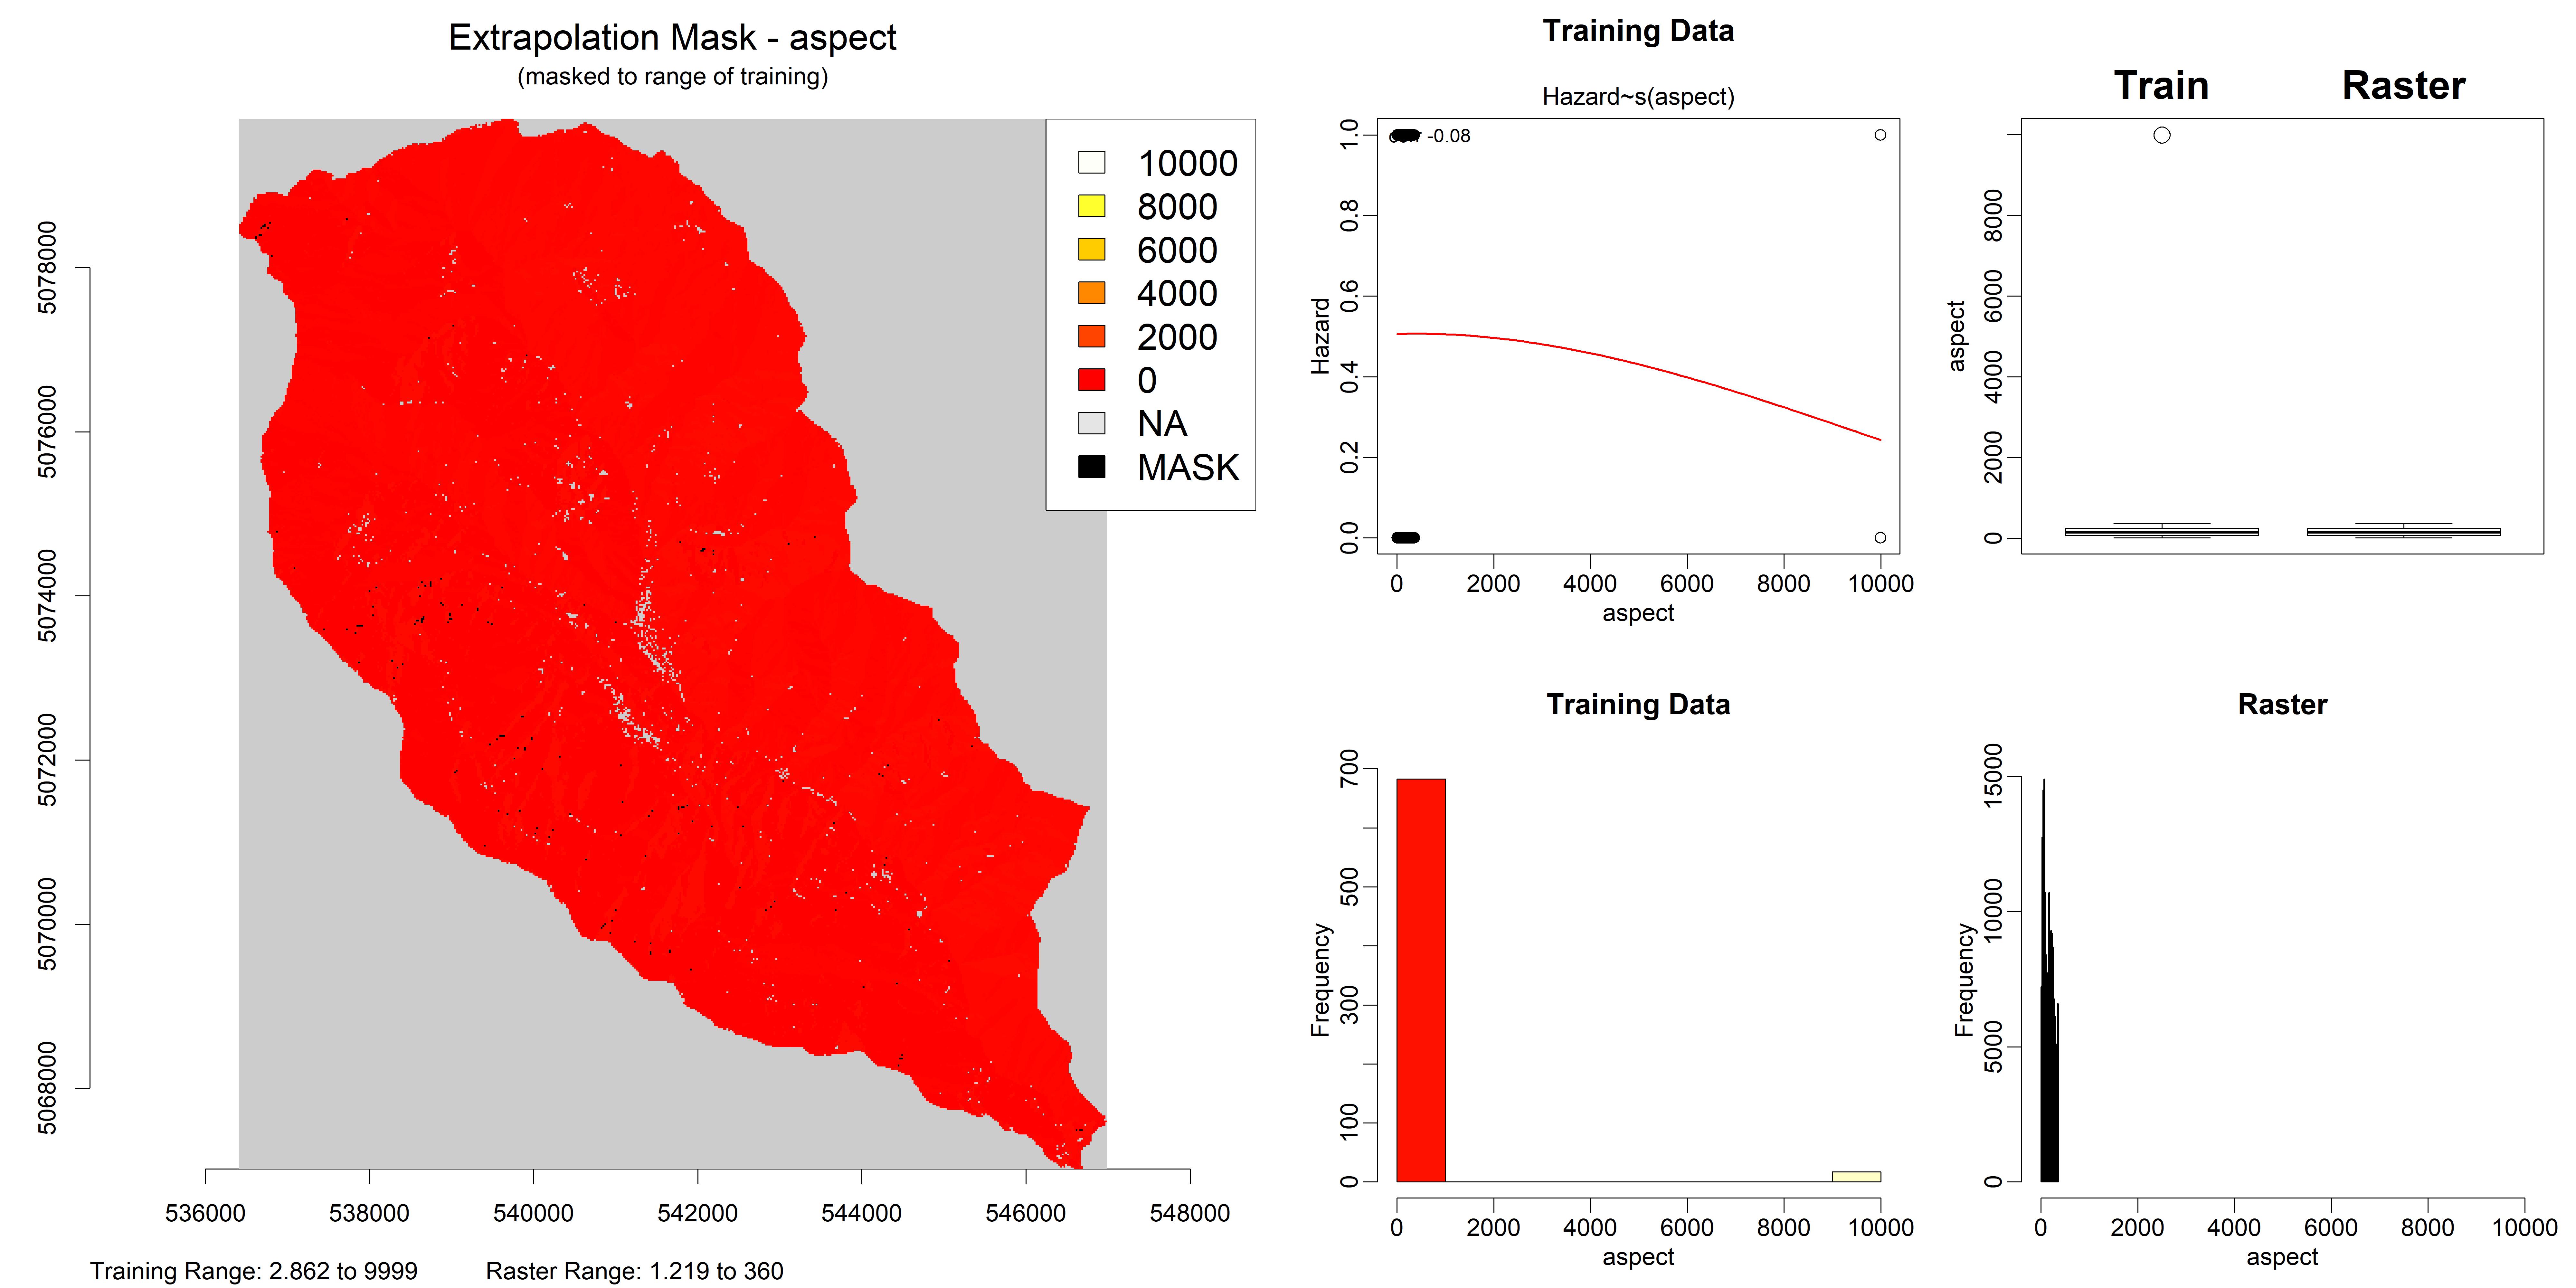 Extrapolation Mask - aspect
(masked to range of training)
10000
8000
6000
4000
2000
0
NA
MASK
5078000
5076000
5074000
5072000
5070000
5068000
536000 538000 540000 542000 544000 546000 548000
Training Range: 2.862 to 9999 Raster Range: 1.219 to 360
Training Data
Hazard~s(aspect)
-0.08
Hazard
1.0
0.8
0.6
0.4
0.2
0.0
0 2000 4000 6000 8000 10000
aspect
Train Raster
aspect
8000
6000
4000
2000
0
Training Data
Frequency
700
500
300
100
0
0 2000 4000 6000 8000 10000
aspect
Raster
Frequency
15000
10000
5000
0
0 2000 4000 6000 8000 10000
aspect